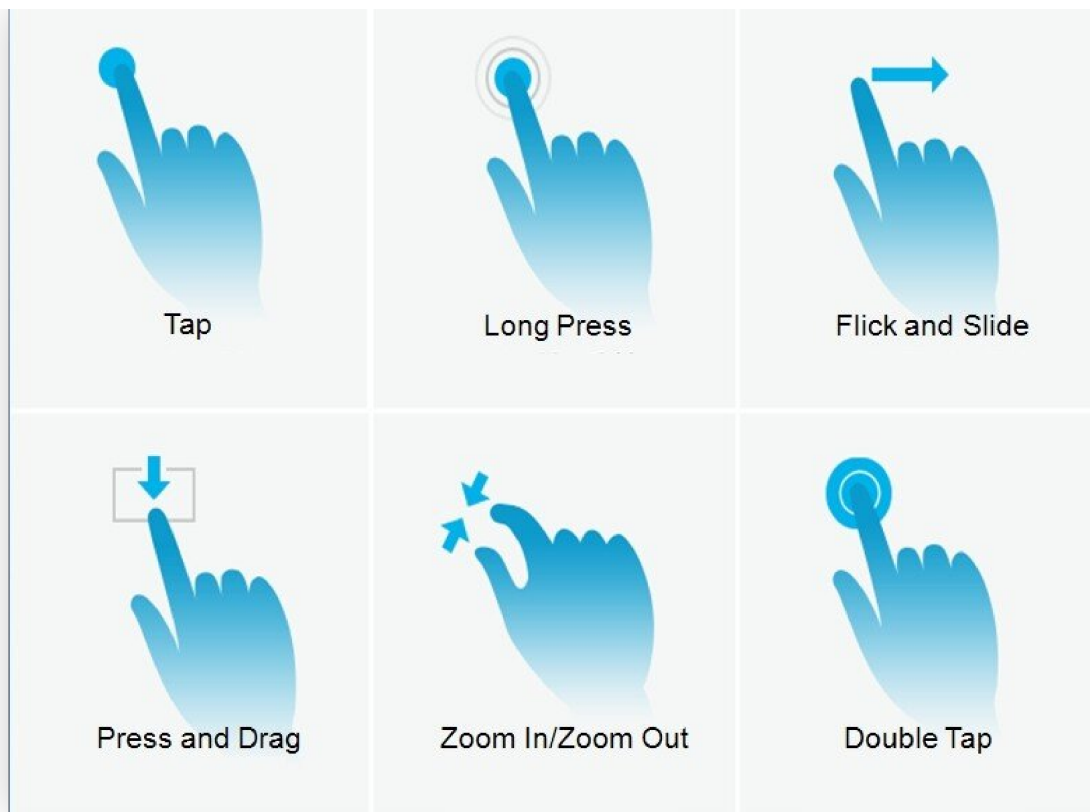 Tap
Long Press
Flick and Slide
Press and Drag
Zoom In/Zoom Out
Double Tap